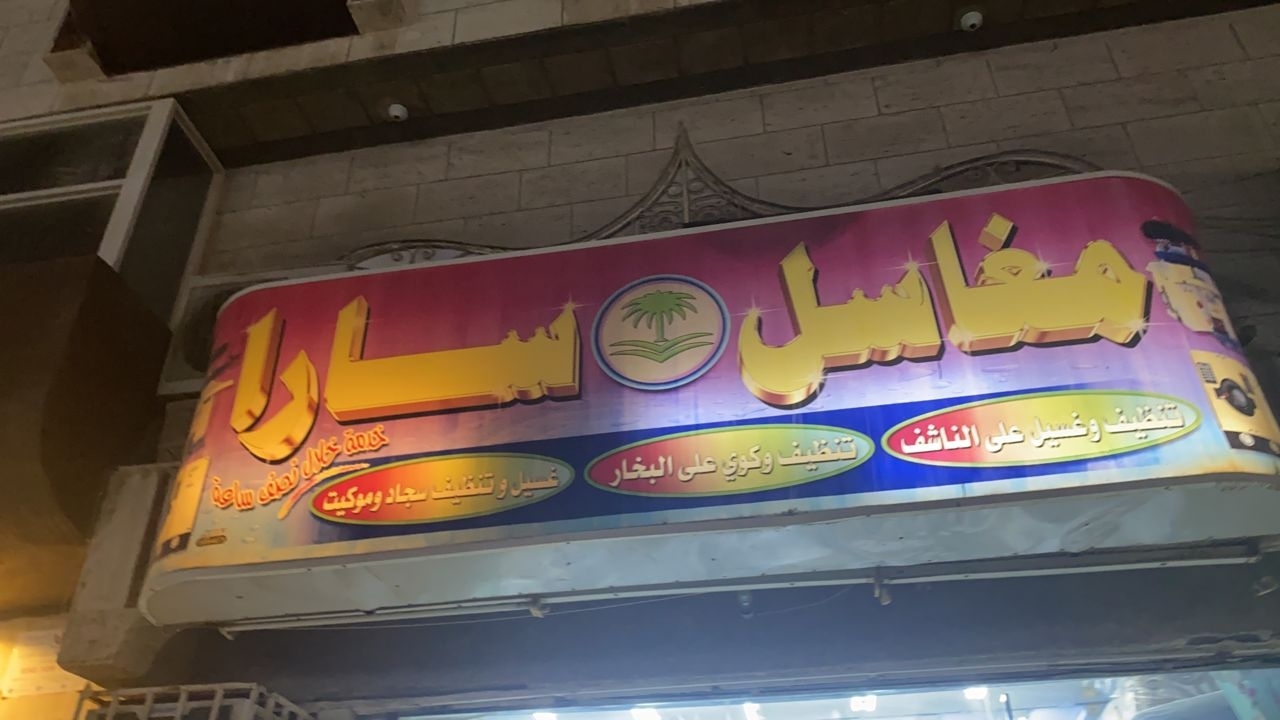 مغاسل سارا
تنظيف وغسيل على الناشف
تنظيف وكوي على البخار
غسيل و تنظيف سجاد وموكيت
خدمة خلال نصف ساعة